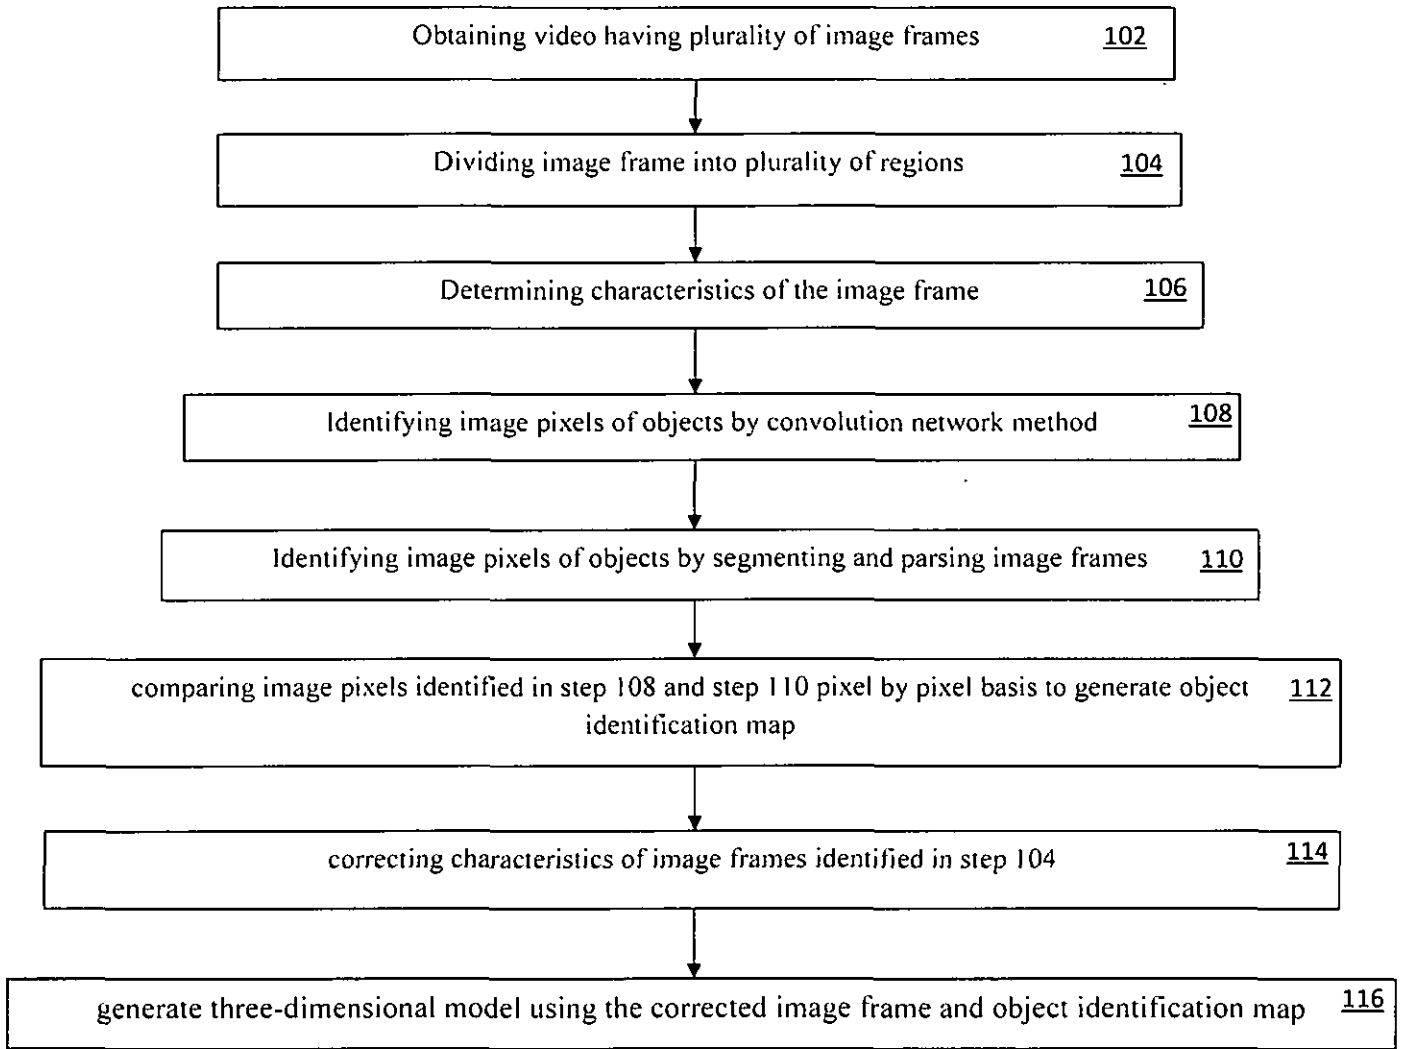 Obtaining video having plurality of image frames 102
Dividing image frame into plurality of regions 104
Determining characteristics of the image frame 106
Identifying image pixels of objects by convolution network method 108
Identifying image pixels of objects by segmenting and parsing image frames 110
comparing image pixels identified in step 108 and step 110 pixel by pixel basis to generate object 112
identification map
correcting characteristics of image frames identified in step 104 114
generate three-dimensional model using the corrected image frame and object identification map 116